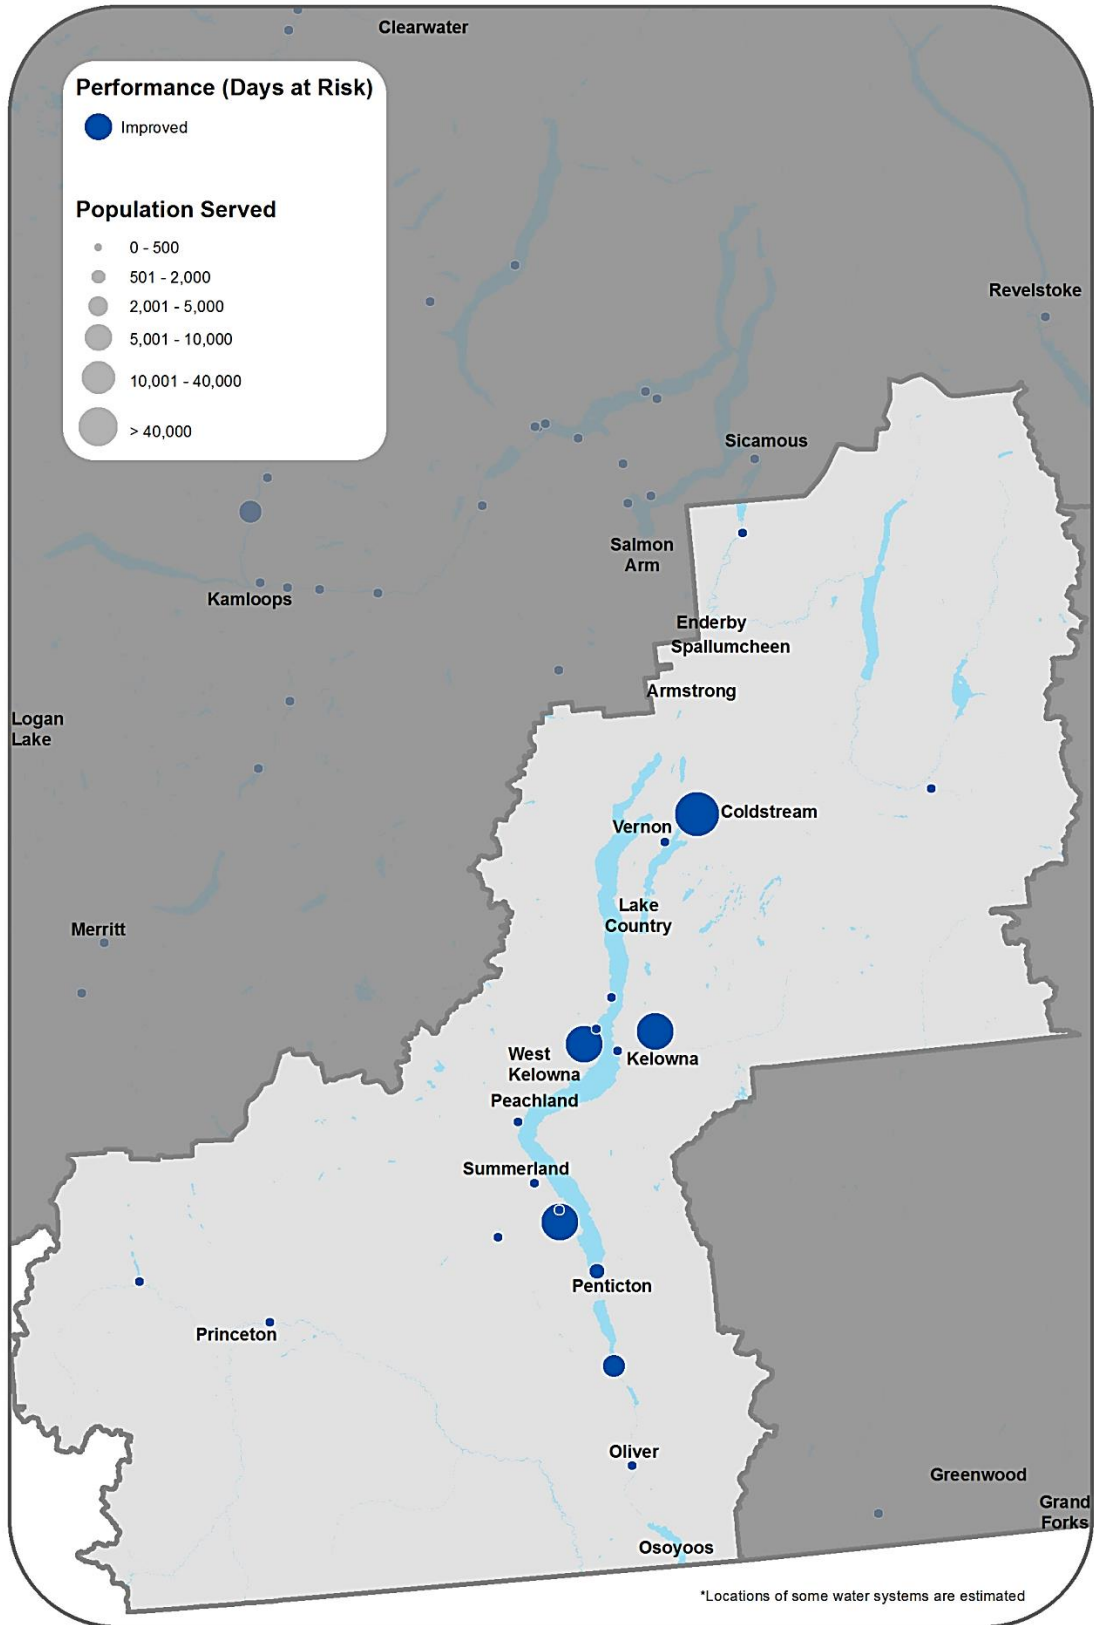 Clearwater
Performance (Days at Risk)
Improved
Population Served
0 - 500
501 - 2,000
2,001 - 5,000
5,001 - 10,000
10,001 - 40,000
> 40,000
Revelstoke
Sicamous
Salmon
Arm
Kamloops
Enderby
Spallumcheen
Armstrong
Logan
Lake
Coldstream
Vernon
Lake
Country
Merritt
West
Kelowna
Kelowna
Peachland
Summerland
Penticton
Princeton
Oliver
Greenwood
Grand
Forks
Osoyoos
*Locations of some water systems are estimated